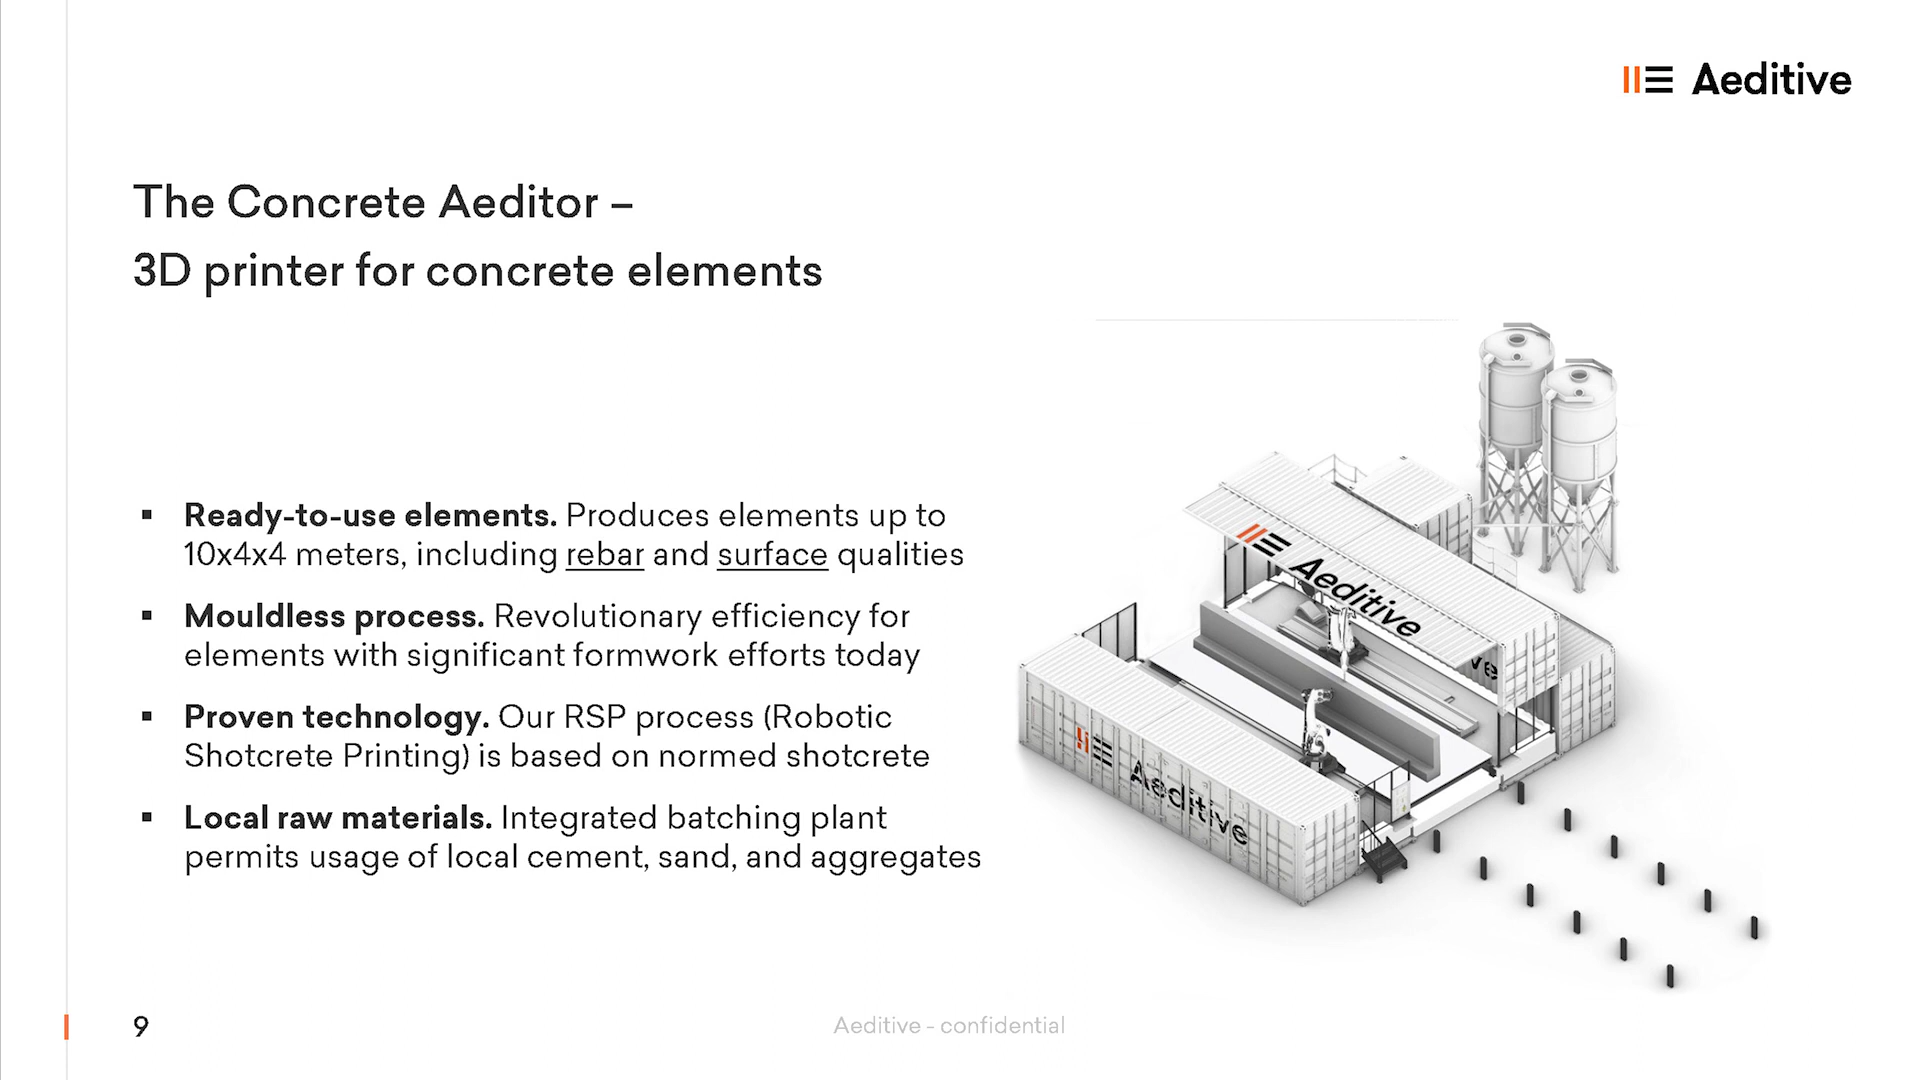 Aeditive
The Concrete Aeditor –
3D printer for concrete elements
▪ Ready-to-use elements. Produces elements up to
10x4x4 meters, including rebar and surface qualities
▪ Mouldless process. Revolutionary efficiency for
elements with significant formwork efforts today
▪ Proven technology. Our RSP process (Robotic
Shotcrete Printing) is based on normed shotcrete
▪ Local raw materials. Integrated batching plant
permits usage of local cement, sand, and aggregates
Aeditive
ve
Aeditive
9
Aeditive - confidential